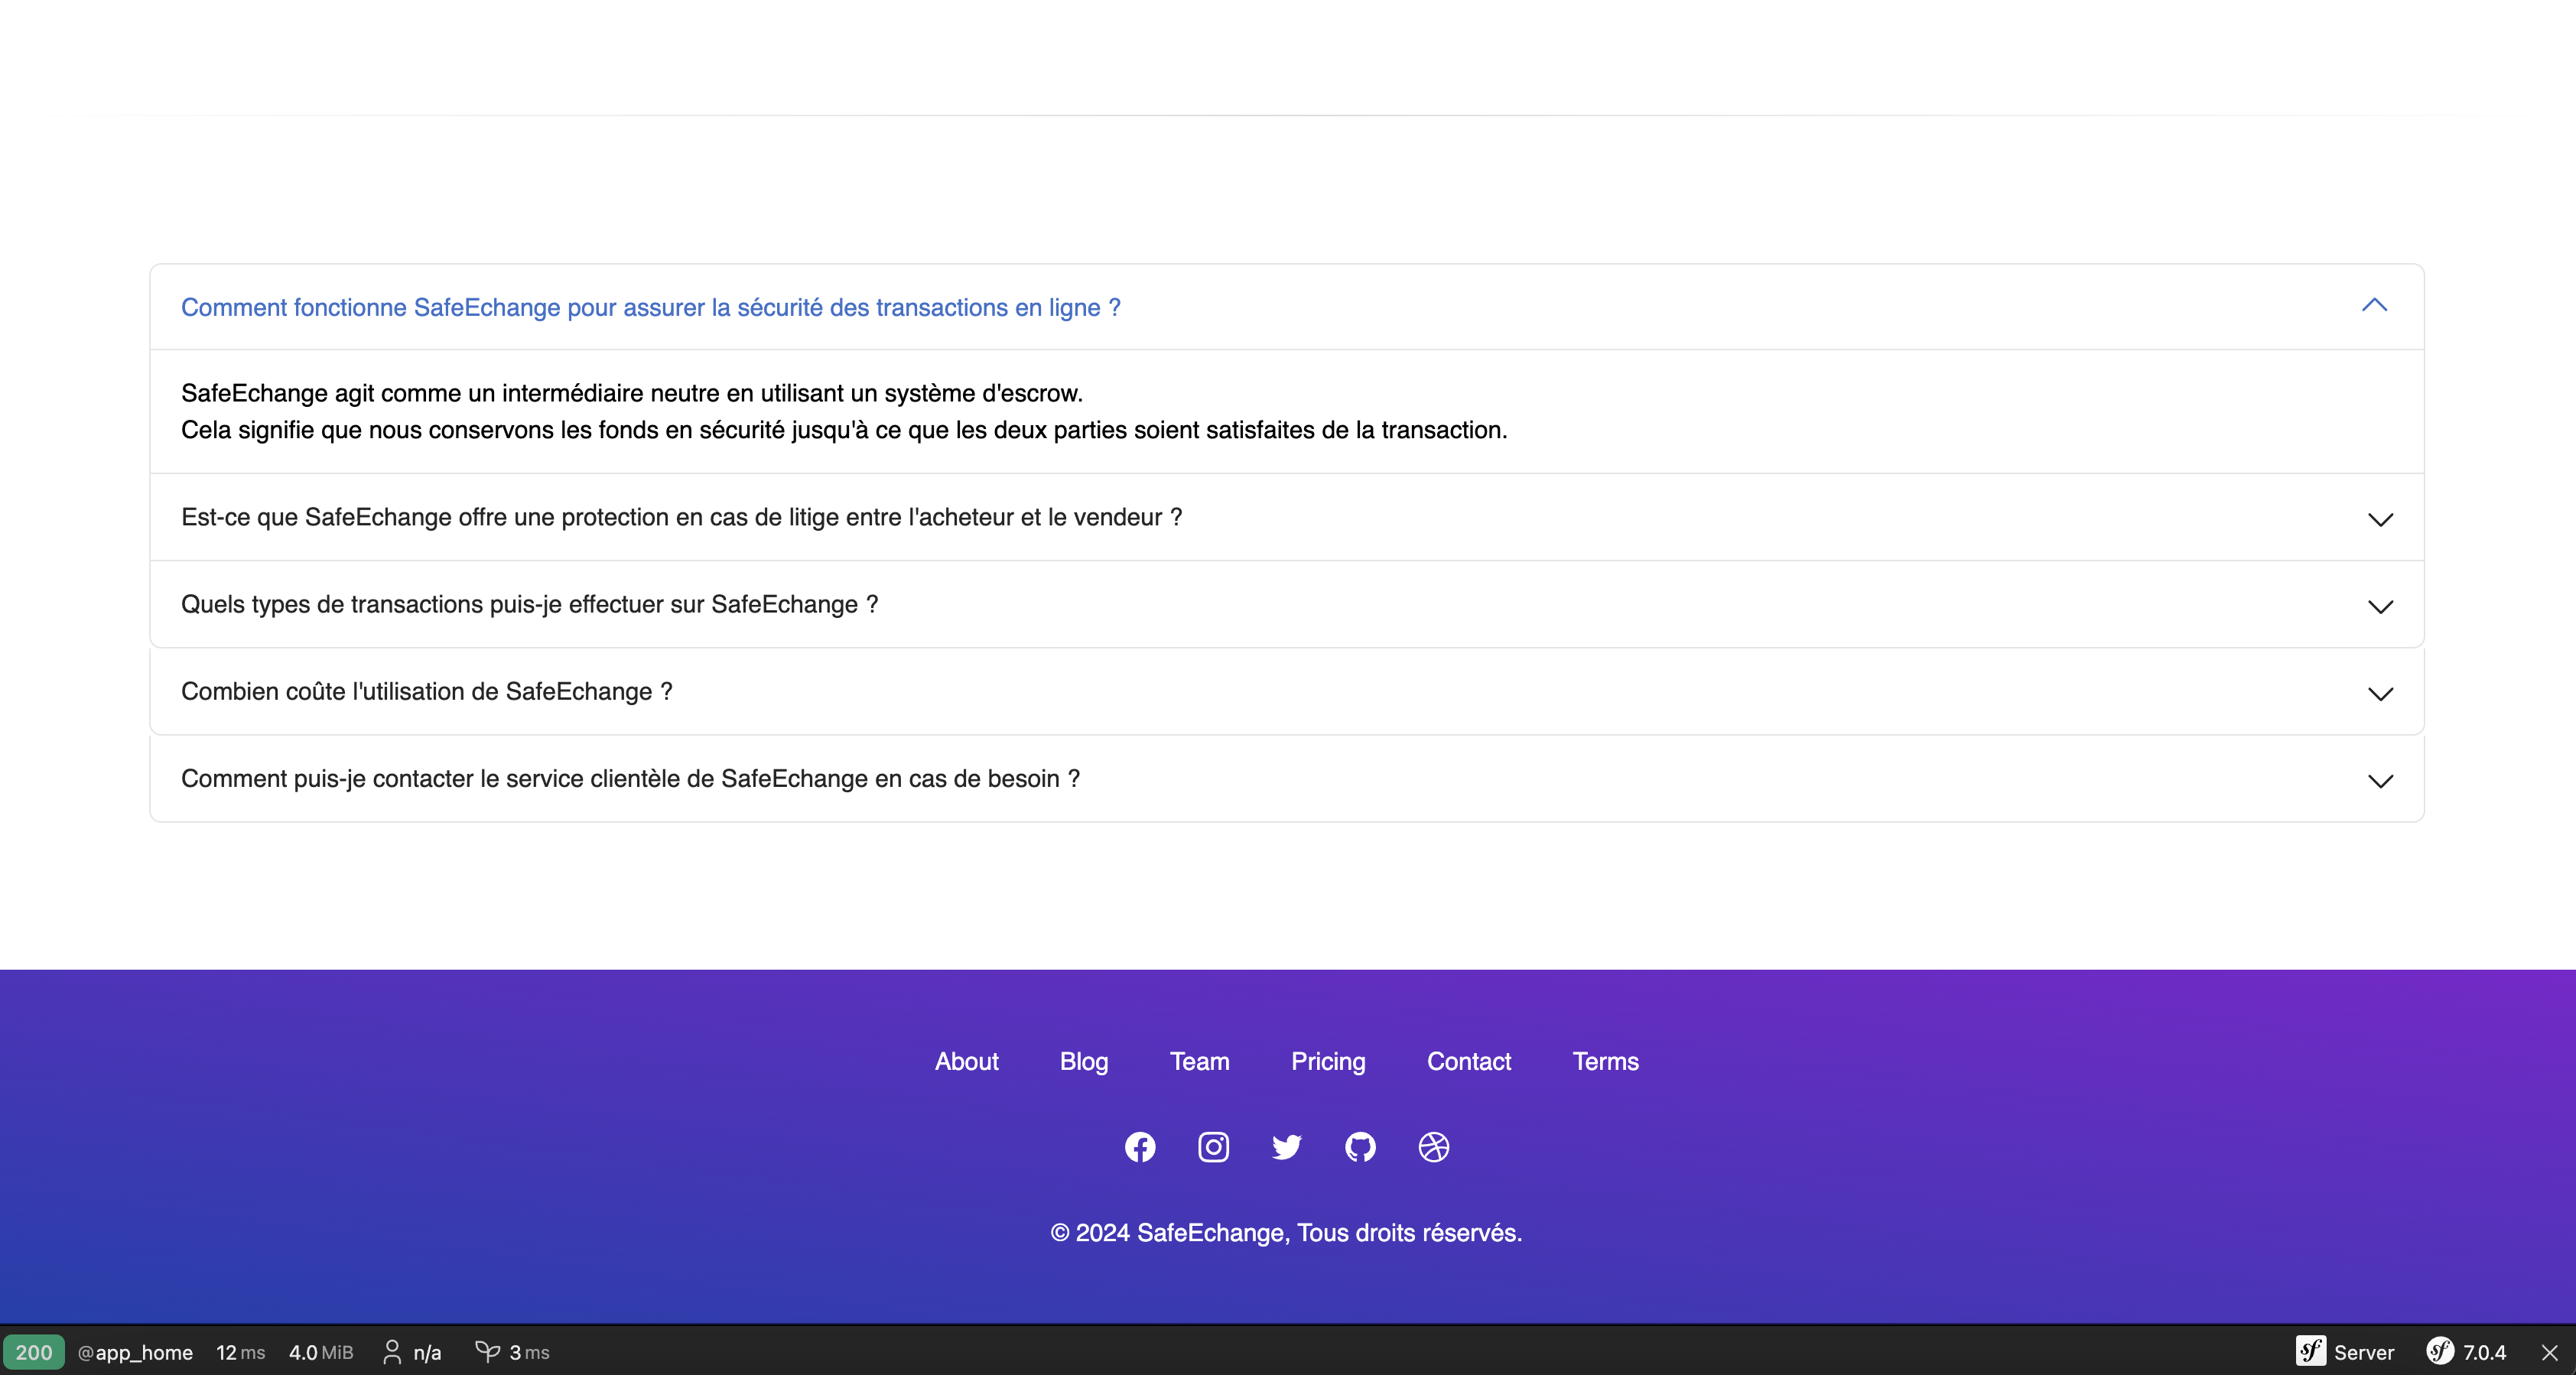 Comment fonctionne SafeEchange pour assurer la sécurité des transactions en ligne ?
SafeEchange agit comme un intermédiaire neutre en utilisant un système d'escrow.
Cela signifie que nous conservons les fonds en sécurité jusqu'à ce que les deux parties soient satisfaites de la transaction.
Est-ce que SafeEchange offre une protection en cas de litige entre l'acheteur et le vendeur ?
Quels types de transactions puis-je effectuer sur SafeEchange ?
Combien coûte l'utilisation de SafeEchange ?
Comment puis-je contacter le service clientèle de SafeEchange en cas de besoin ?
About Blog Team Pricing Contact Terms
© 2024 SafeEchange, Tous droits réservés.
200 @app_home 12 ms 4.0 MiB n/a 3 ms sf Server sf 7.0.4